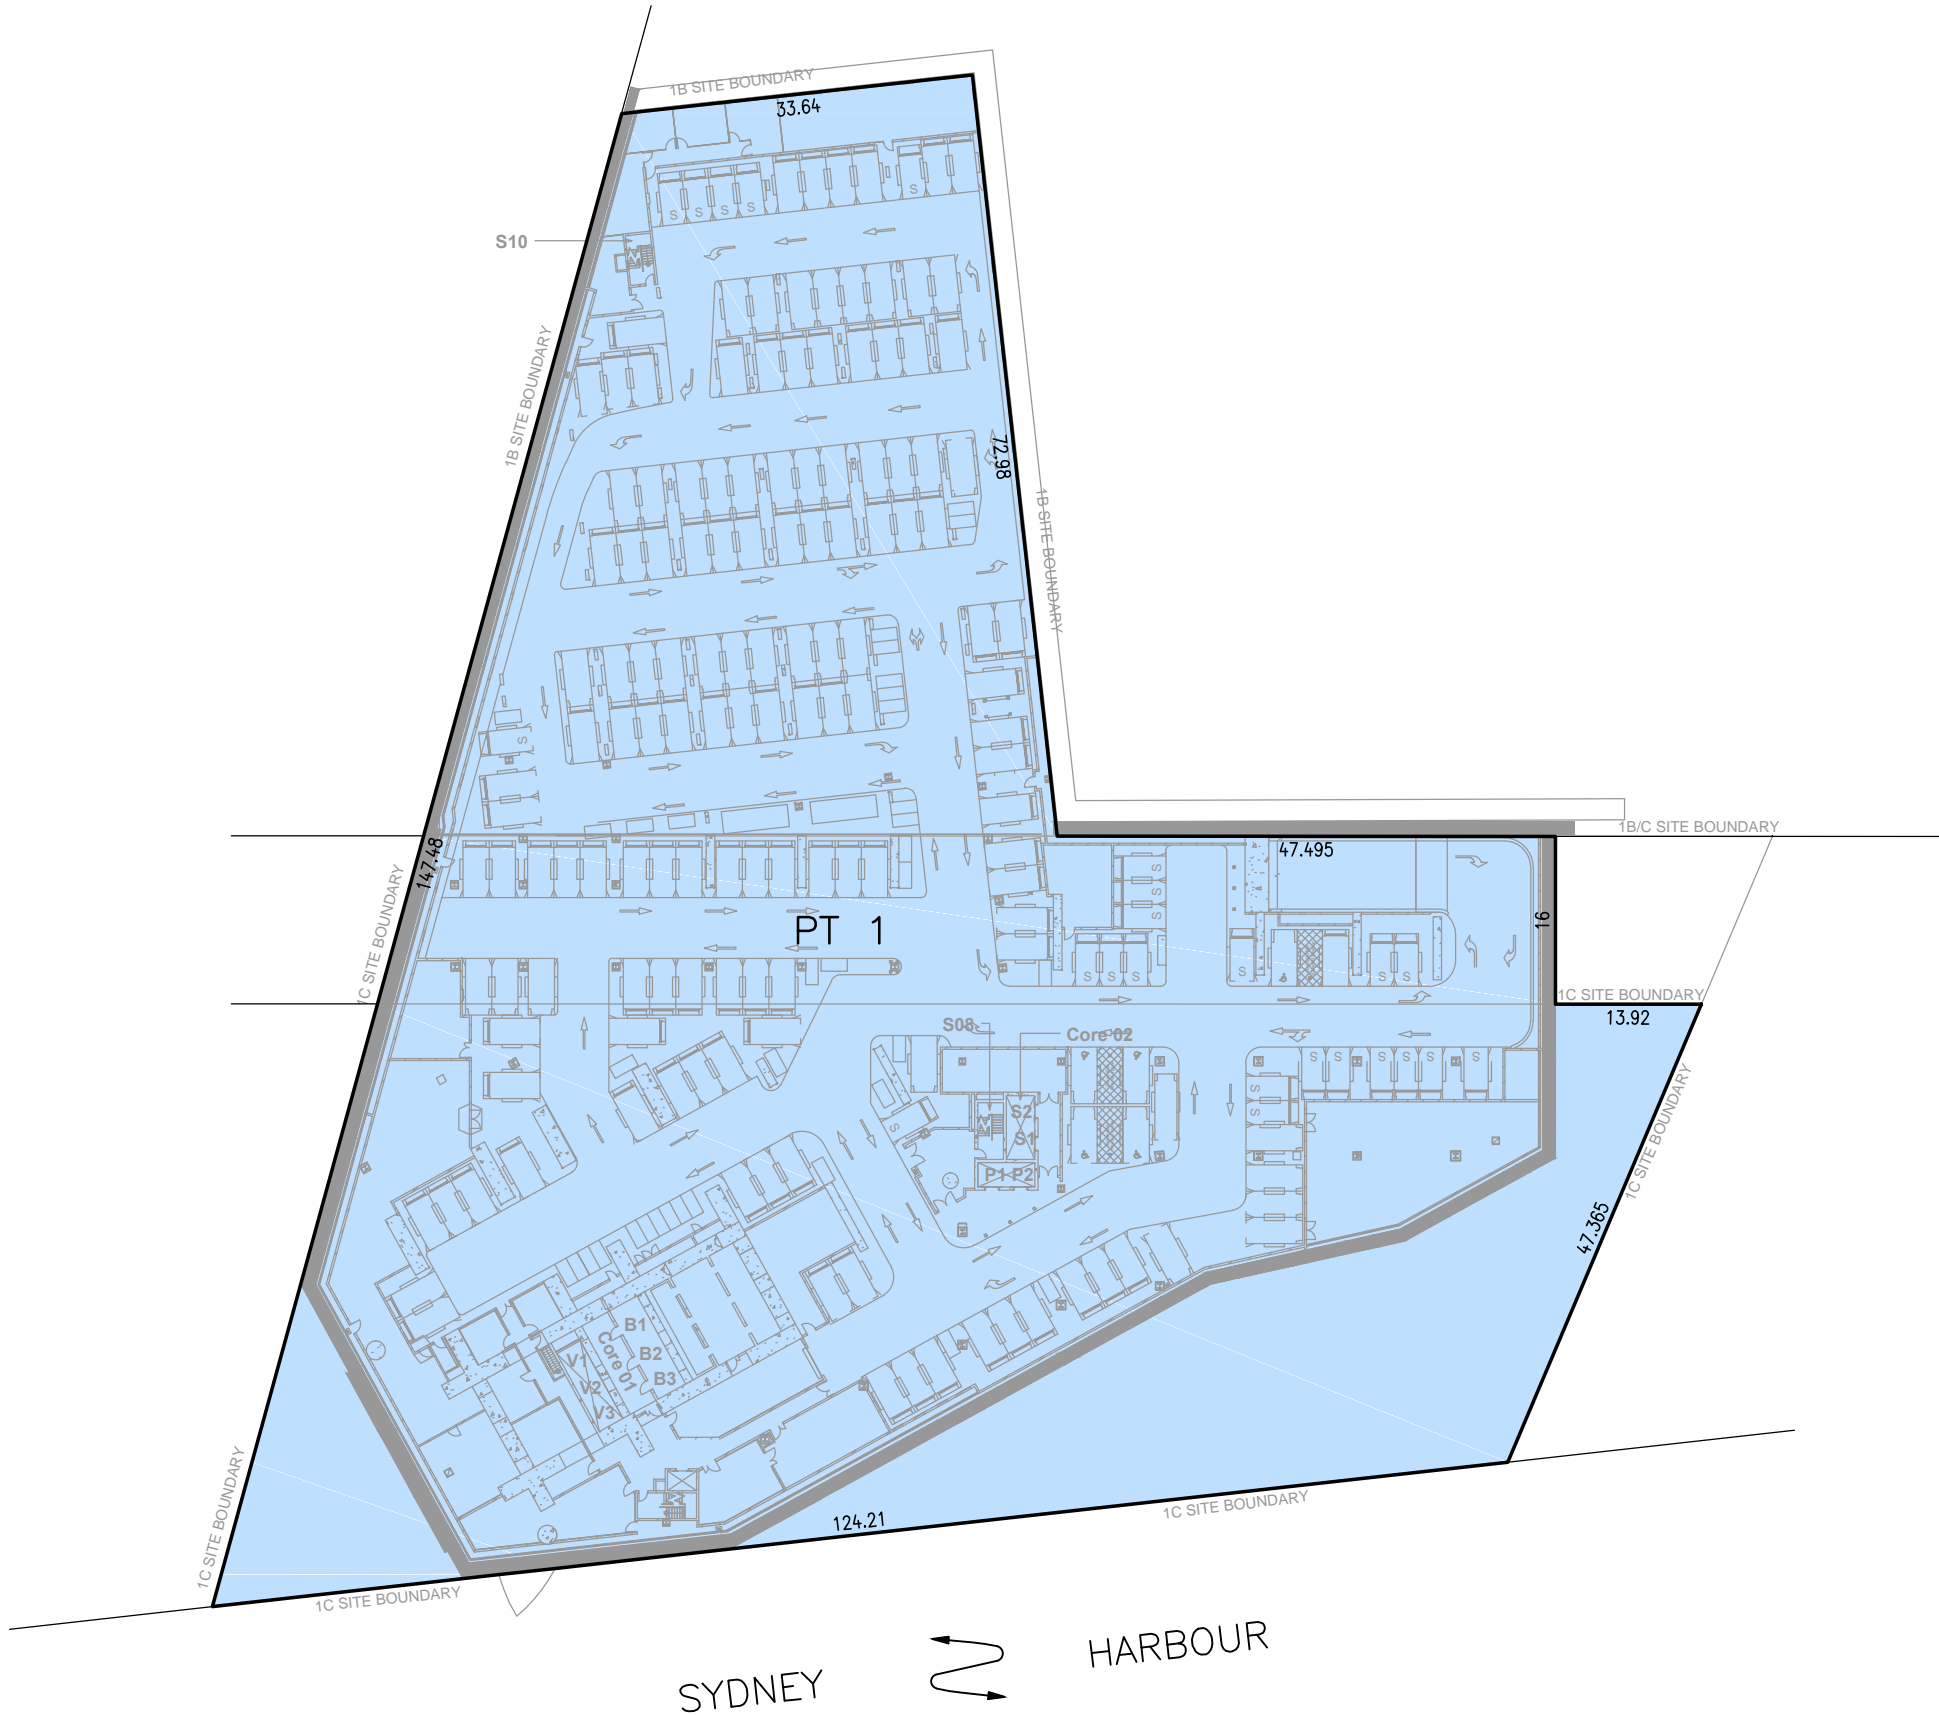 1B SITE BOUNDARY
33.64
S
S
S
S
S
S10
1B SITE BOUNDARY
72.98
1B SITE BOUNDARY
S
1B/C SITE BOUNDARY
147.48
47.495
S
S
S
1C SITE BOUNDARY
PT 1
16
S
S
S
S
S
S
1C SITE BOUNDARY
13.92
S08
Core 02
S
S
S
S
S
S
S
S
S
S2
S1
P1 P2
1C SITE BOUNDARY
47.365
B1
B2
B3
Core 01
V1
V2
V3
1C SITE BOUNDARY
124.21
1C SITE BOUNDARY
1C SITE BOUNDARY
SYDNEY HARBOUR